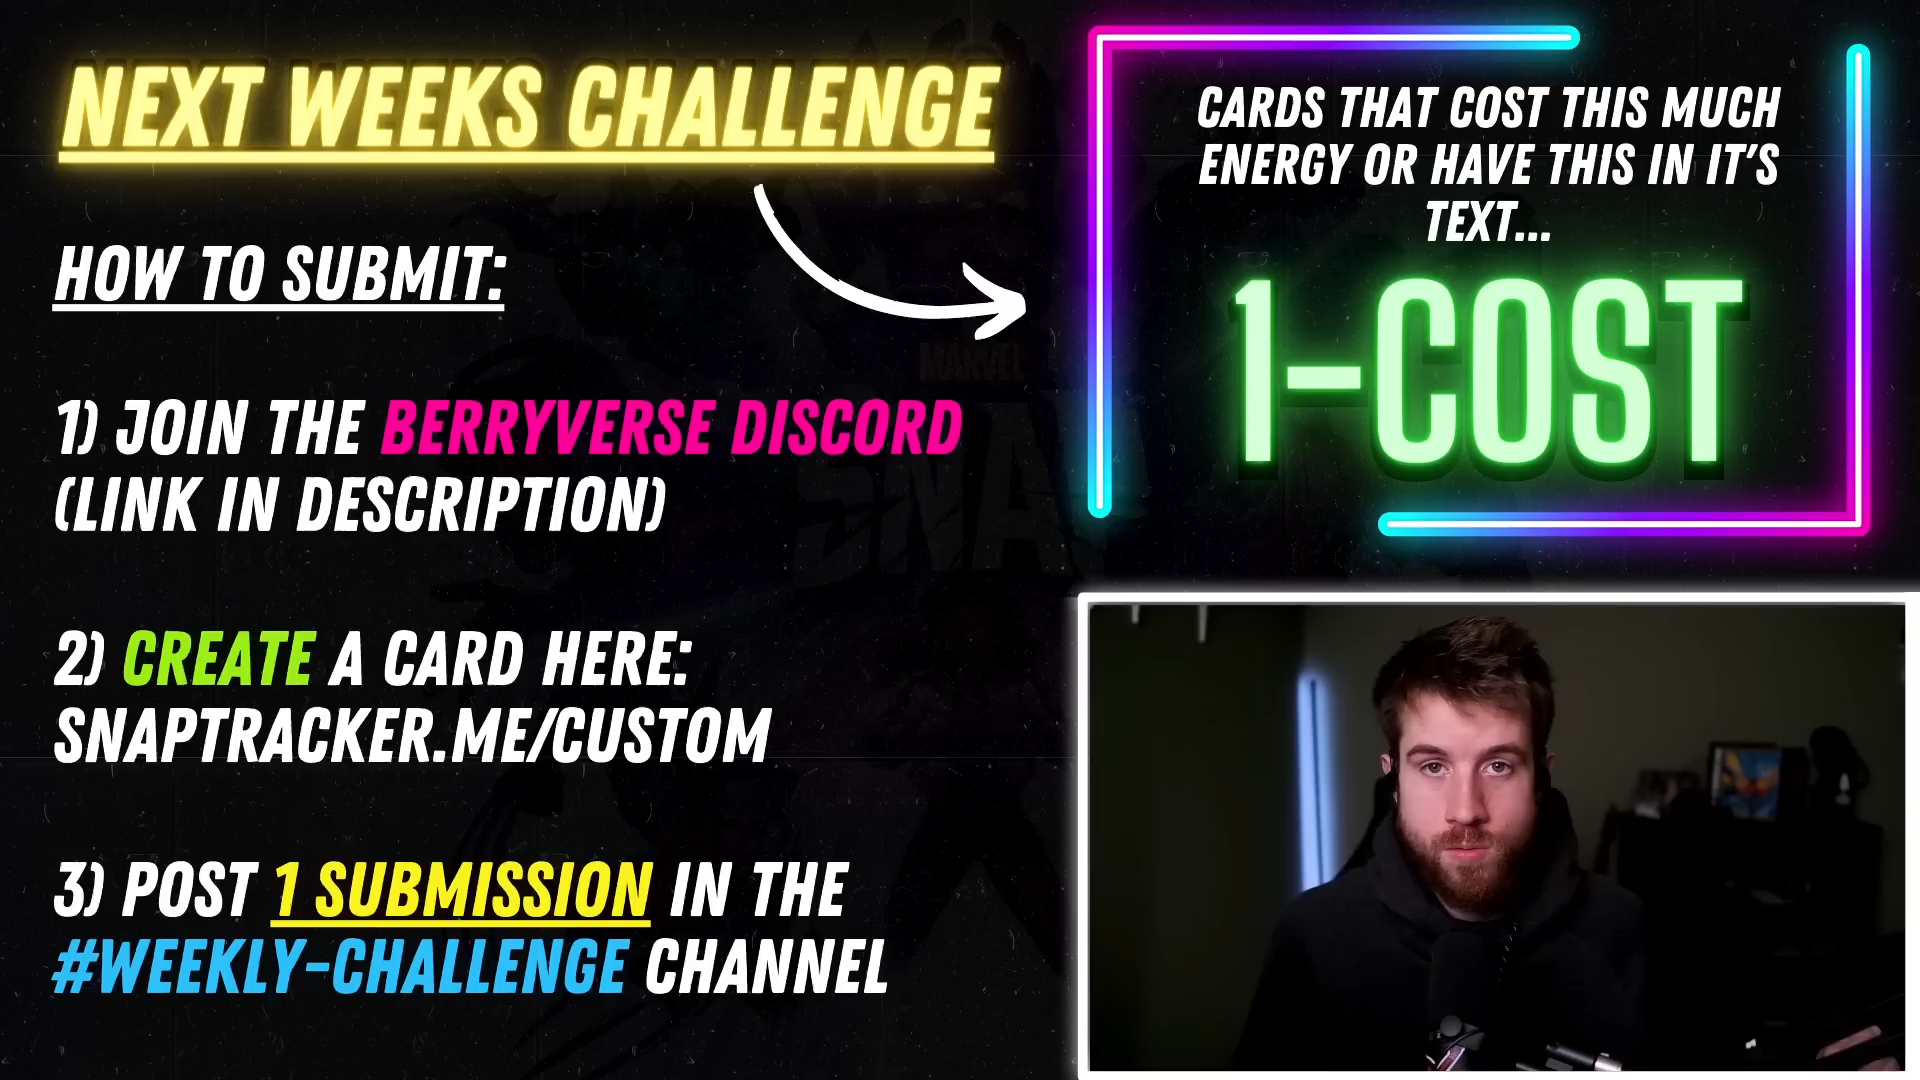 NEXT WEEKS CHALLENGE
HOW TO SUBMIT:
1) JOIN THE BERRYVERSE DISCORD
(LINK IN DESCRIPTION)
2) CREATE A CARD HERE:
SNAPTRACKER.ME/CUSTOM
3) POST 1 SUBMISSION IN THE
#WEEKLY-CHALLENGE CHANNEL
CARDS THAT COST THIS MUCH
ENERGY OR HAVE THIS IN IT'S
TEXT...
1-COST
MARVEL
SNAP